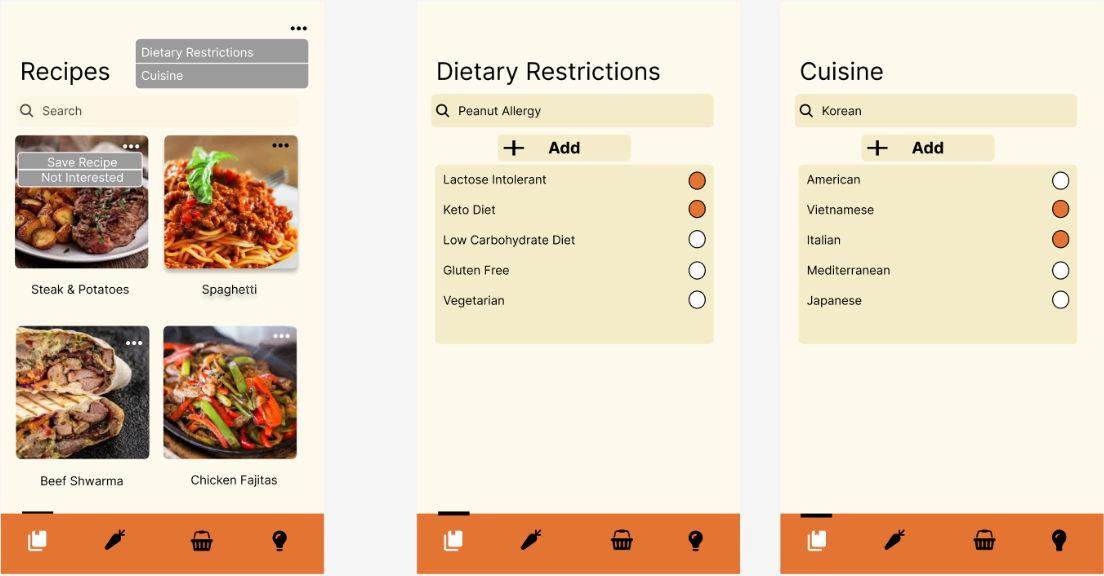 Dietary Restrictions
Recipes
Cuisine
Search
Save Recipe
Not Interested
Steak & Potatoes
Spaghetti
Beef Shwarma
Chicken Fajitas
Dietary Restrictions
Peanut Allergy
Add
Lactose Intolerant
Keto Diet
Low Carbohydrate Diet
Gluten Free
Vegetarian
Cuisine
Korean
Add
American
Vietnamese
Italian
Mediterranean
Japanese